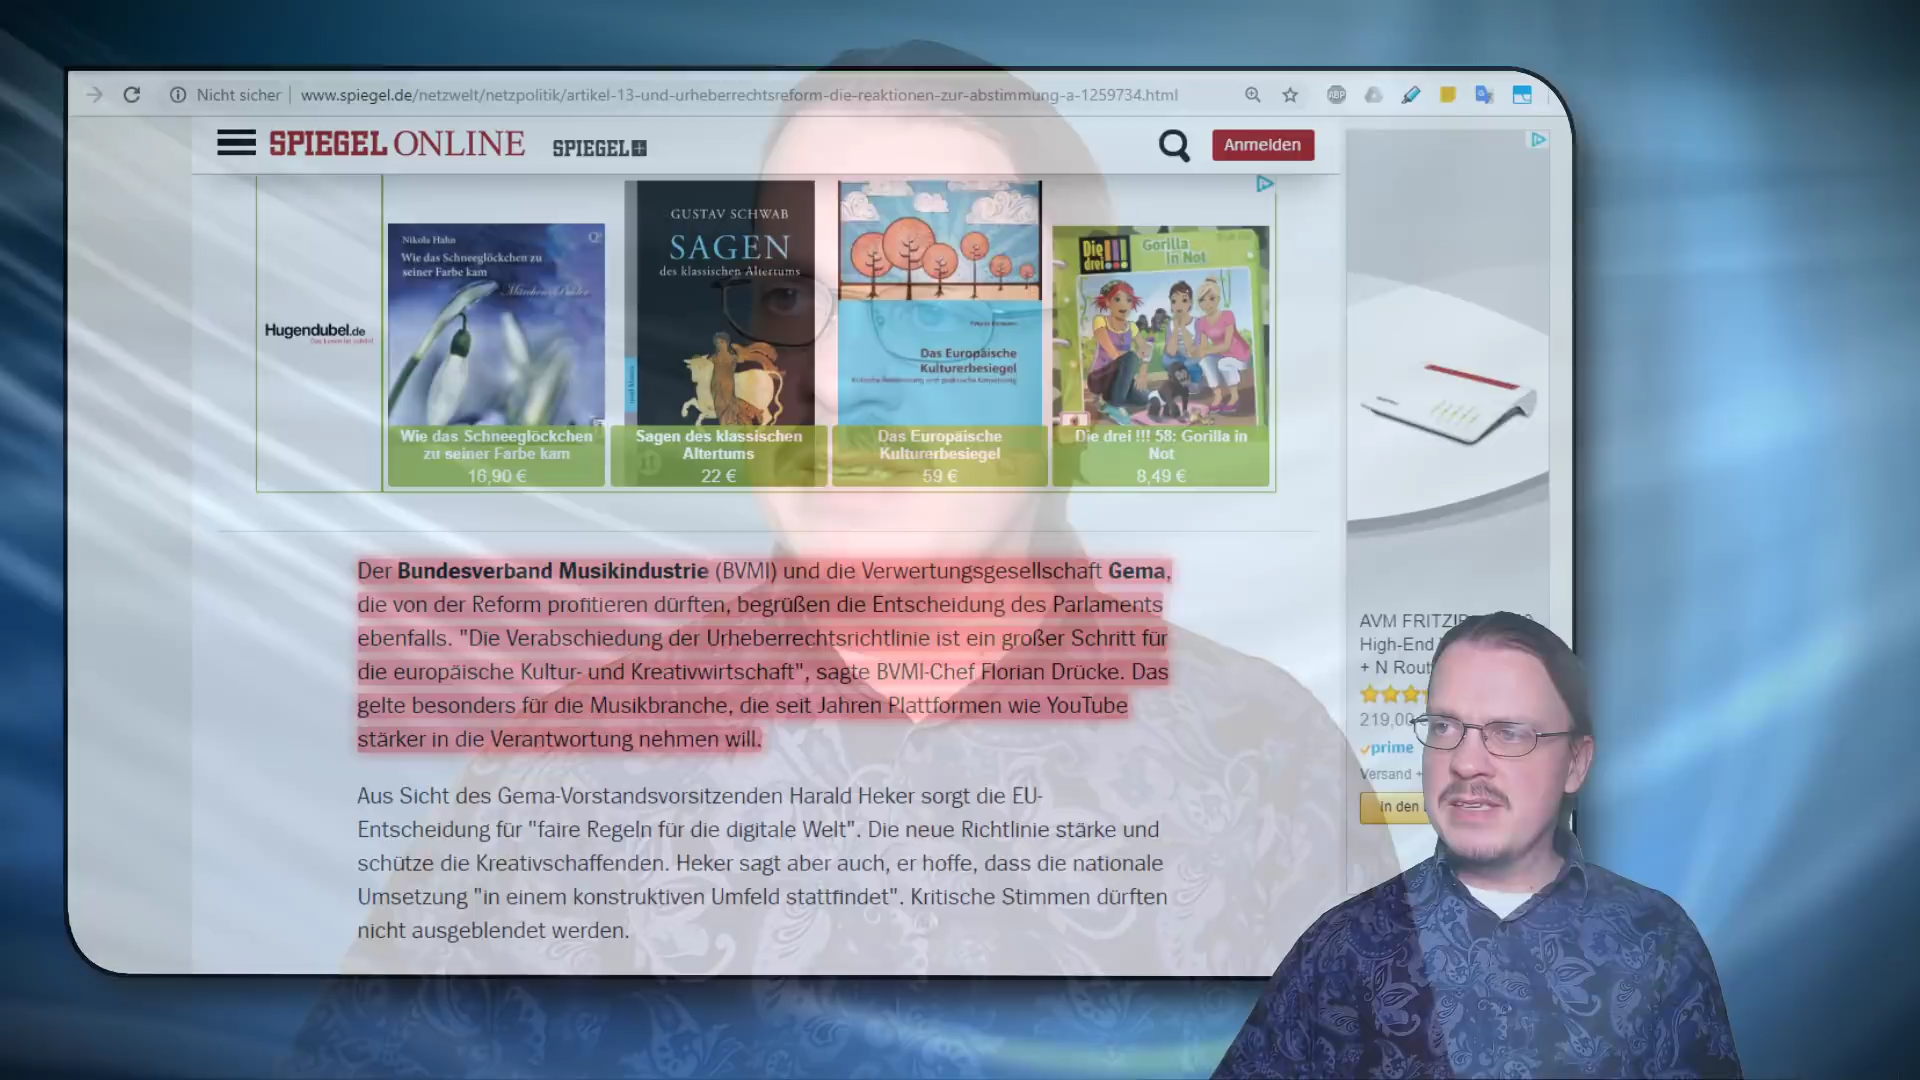 Nicht sicher
www.spiegel.de/netzwelt/netzpolitik/artikel-13-und-urheberrechtsreform-die-reaktionen-zur-abstimmung-a-1259734.html
ABP
SPIEGEL ONLINE
SPIEGEL+
Anmelden
Hugendubel.de
Nikola Hahn
Wie das Schneeglöckchen zu
seiner Farbe kam
Wie das Schneeglöckchen
zu seiner Farbe kam
16,90 €
GUSTAV SCHWAB
SAGEN
des klassischen Altertums
Sagen des klassischen
Altertums
22 €
Das Europäische
Kulturerbesiegel
Das Europäische
Kulturerbesiegel
59 €
Die drei !!!
Gorilla
in Not
Die drei !!! 58: Gorilla in
Not
8,49 €
Der Bundesverband Musikindustrie (BVMI) und die Verwertungsgesellschaft Gema,
die von der Reform profitieren dürften, begrüßen die Entscheidung des Parlaments
ebenfalls. "Die Verabschiedung der Urheberrechtsrichtlinie ist ein großer Schritt für
die europäische Kultur- und Kreativwirtschaft", sagte BVMI-Chef Florian Drücke. Das
gelte besonders für die Musikbranche, die seit Jahren Plattformen wie YouTube
stärker in die Verantwortung nehmen will.
Aus Sicht des Gema-Vorstandsvorsitzenden Harald Heker sorgt die EU-
Entscheidung für "faire Regeln für die digitale Welt". Die neue Richtlinie stärke und
schütze die Kreativschaffenden. Heker sagt aber auch, er hoffe, dass die nationale
Umsetzung "in einem konstruktiven Umfeld stattfindet". Kritische Stimmen dürften
nicht ausgeblendet werden.
AVM
High-End
+ N
219,00
prime
Versand +
In den